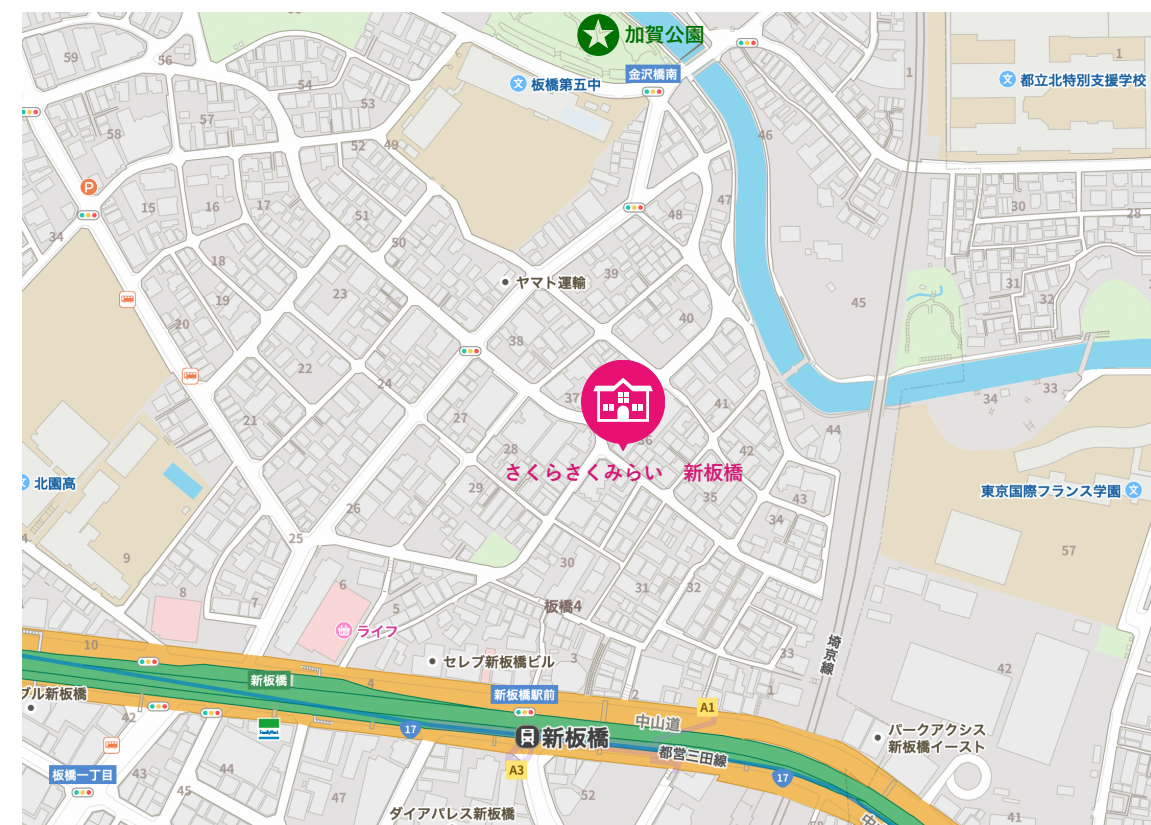 加賀公園
59
56
1
金沢橋南
板橋第五中
都立北特別支援学校
1
54
53
57
58
46
52
49
P
15
16
17
51
48
47
30
28
34
50
18
23
39
ヤマト運輸
31
32
19
45
20
40
38
22
24
37
33
34
21
27
41
44
36
28
42
さくらさくみらい 新板橋
北園高
29
35
43
東京国際フランス学園
26
34
25
9
57
30
6
31
32
8
7
5
板橋4
ライフ
10
33
埼京線
セレブ新板橋ビル
3
42
新板橋
4
新板橋駅前
2
1
ブル新板橋
A1
42
中山道
17
新板橋
パークアクシス
新板橋イースト
FamilyMart
都営三田線
板橋一丁目
43
44
A3
17
45
47
52
ダイアパレス新板橋
41